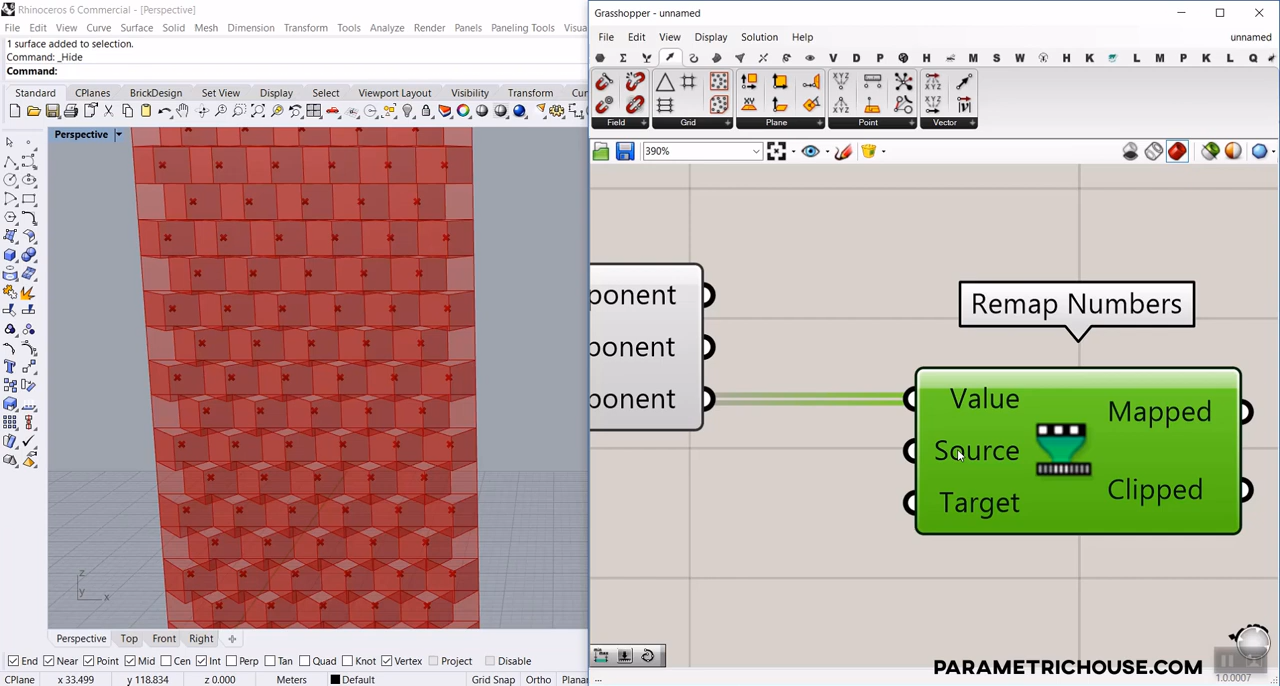 Rhinoceros 6 Commercial - [Perspective]
File Edit View Curve Surface Solid Mesh Dimension Transform Tools Analyze Render Panels Paneling Tools
1 surface added to selection.
Command: _Hide
Command:
Standard CPlanes BrickDesign Set View Display Select Viewport Layout Visibility Transform
Perspective
z
y x
Perspective Top Front Right
End Near Point Mid Cen Int Perp Tan Quad Knot Vertex Project Disable
CPlane x 33.499 y 118.834 z 0.000 Meters Default Grid Snap Ortho Planar
Grasshopper - unnamed
File Edit View Display Solution Help unnamed
V D P H M S W H K L M P K L Q
Field Grid Plane Point Vector
390%
ponent
ponent
ponent
Remap Numbers
Value
Source
Target
Mapped
Clipped
...
PARAMETRICHOUSE.COM
1.0.0007